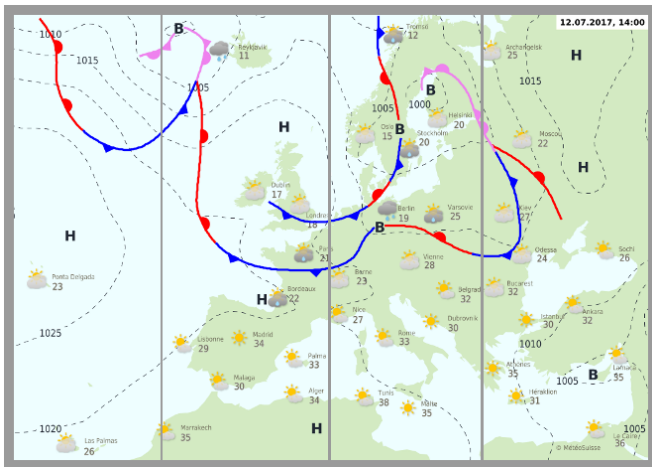 12.07.2017, 14:00
Tromsö
12
1010
B
Reykjavik
11
Archangelsk
25
H
1015
1015
1005
B
1000
1005
H
Oslo
15
B
Helsinki
20
Stockholm
20
Moscou
22
H
Dublin
17
Londres
18
Berlin
19
Varsovie
25
Kiev
27
H
B
Paris
21
Odessa
24
Sochi
26
Vienne
28
Ponta Delgada
23
Berne
23
H
Bordeaux
22
Belgrad
32
Bucarest
32
Ankara
32
Nice
27
Dubrovnik
30
Istanbul
30
1025
Lisbonne
29
Madrid
34
Rome
33
1010
Palma
33
Athènes
35
Larnaca
35
B
1005
Malaga
30
Alger
34
Tunis
38
Malte
35
Héraklion
31
1020
Marrakech
35
H
Las Palmas
26
1005
Le Caire
36
© MétéoSuisse